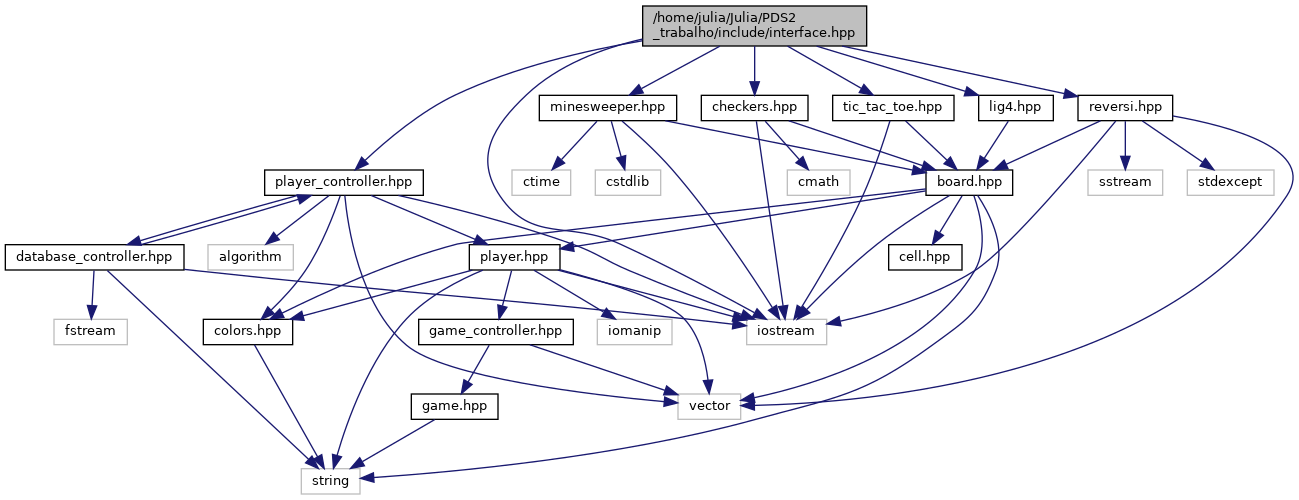 /home/julia/Julia/PDS2
_trabalho/include/interface.hpp
minesweeper.hpp
checkers.hpp
tic_tac_toe.hpp
lig4.hpp
reversi.hpp
player_controller.hpp
ctime
cstdlib
cmath
board.hpp
sstream
stdexcept
database_controller.hpp
algorithm
player.hpp
cell.hpp
fstream
colors.hpp
game_controller.hpp
iomanip
iostream
game.hpp
vector
string